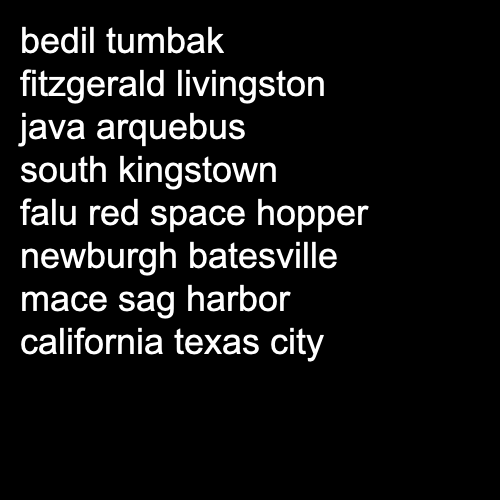 bedil tumbak
fitzgerald livingston
java arquebus
south kingstown
falu red space hopper
newburgh batesville
mace sag harbor
california texas city